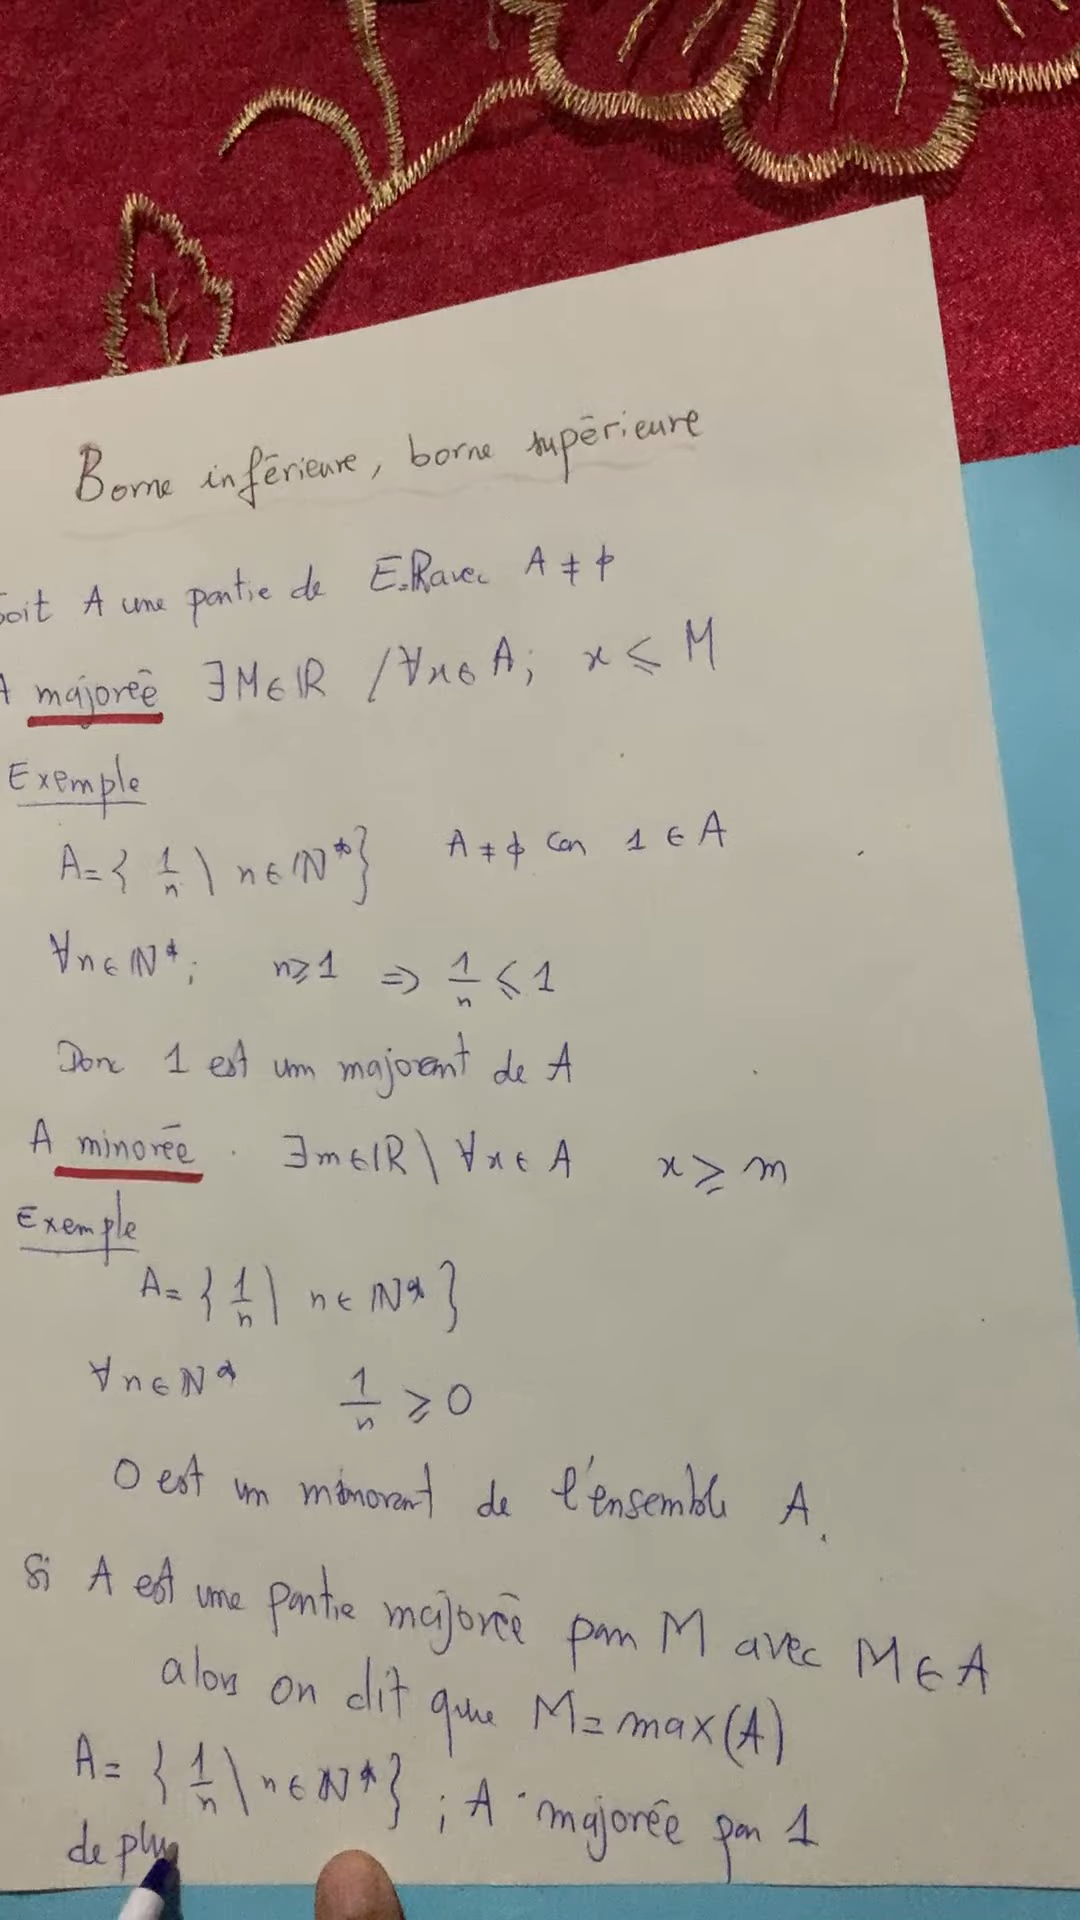 Borne inférieure, borne supérieure
Soit A une partie de E=ℝ avec A ≠ ϕ
A majorée ∃M∈ℝ /∀x∈A; x ⩽ M
Exemple
A={ 1/n \ n∈ℕ*} A ≠ ϕ car 1 ∈ A
∀n∈ℕ*; n⩾1 ⇒ 1/n ⩽ 1
Donc 1 est un majorant de A
A minorée ∃m∈ℝ \ ∀x∈A x ⩾ m
Exemple
A= { 1/n \ n∈ℕ* }
∀n∈ℕ* 1/n ⩾ 0
0 est un minorant de l'ensemble A.
Si A est une partie majorée par M avec M∈A
alors on dit que M=max(A)
A= { 1/n \ n∈ℕ* } ; A majorée par 1
de plus